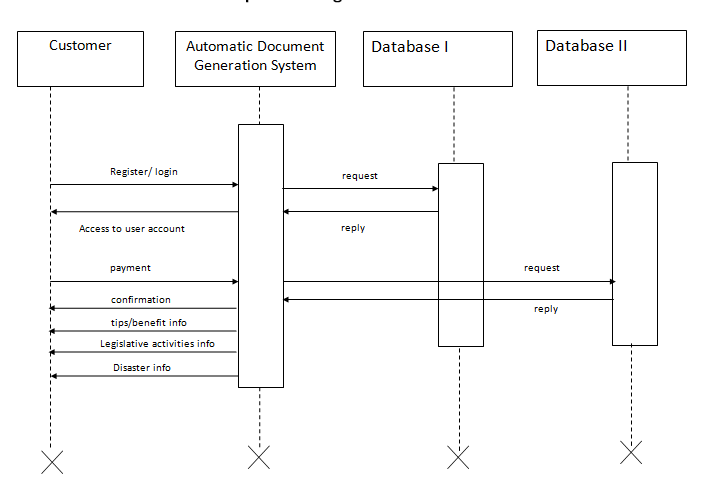 Customer
Automatic Document
Generation System
Database I
Database II
Register/ login
request
Access to user account
reply
payment
request
confirmation
reply
tips/benefit info
Legislative activities info
Disaster info